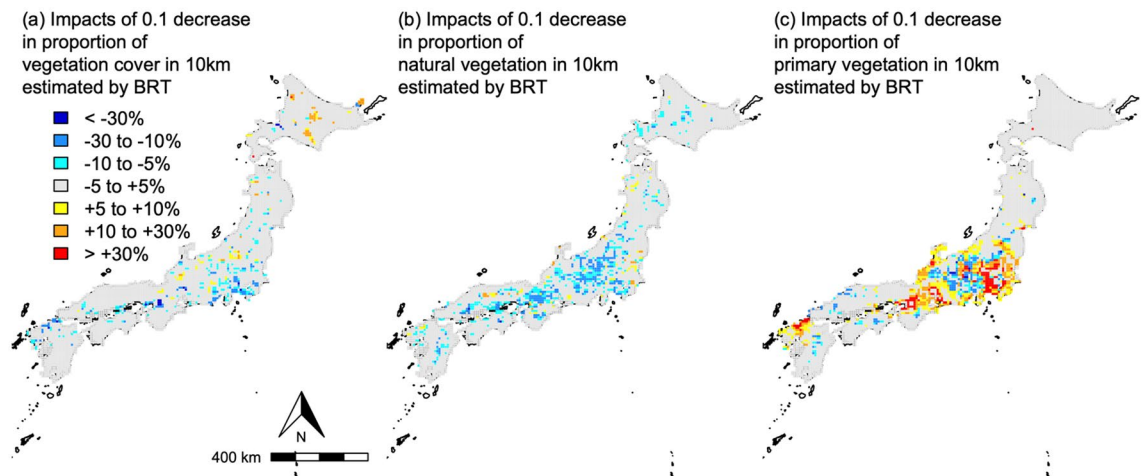 (a) Impacts of 0.1 decrease
in proportion of
vegetation cover in 10km
estimated by BRT
< -30%
-30 to -10%
-10 to -5%
-5 to +5%
+5 to +10%
+10 to +30%
> +30%
(b) Impacts of 0.1 decrease
in proportion of
natural vegetation in 10km
estimated by BRT
(c) Impacts of 0.1 decrease
in proportion of
primary vegetation in 10km
estimated by BRT
N
400 km